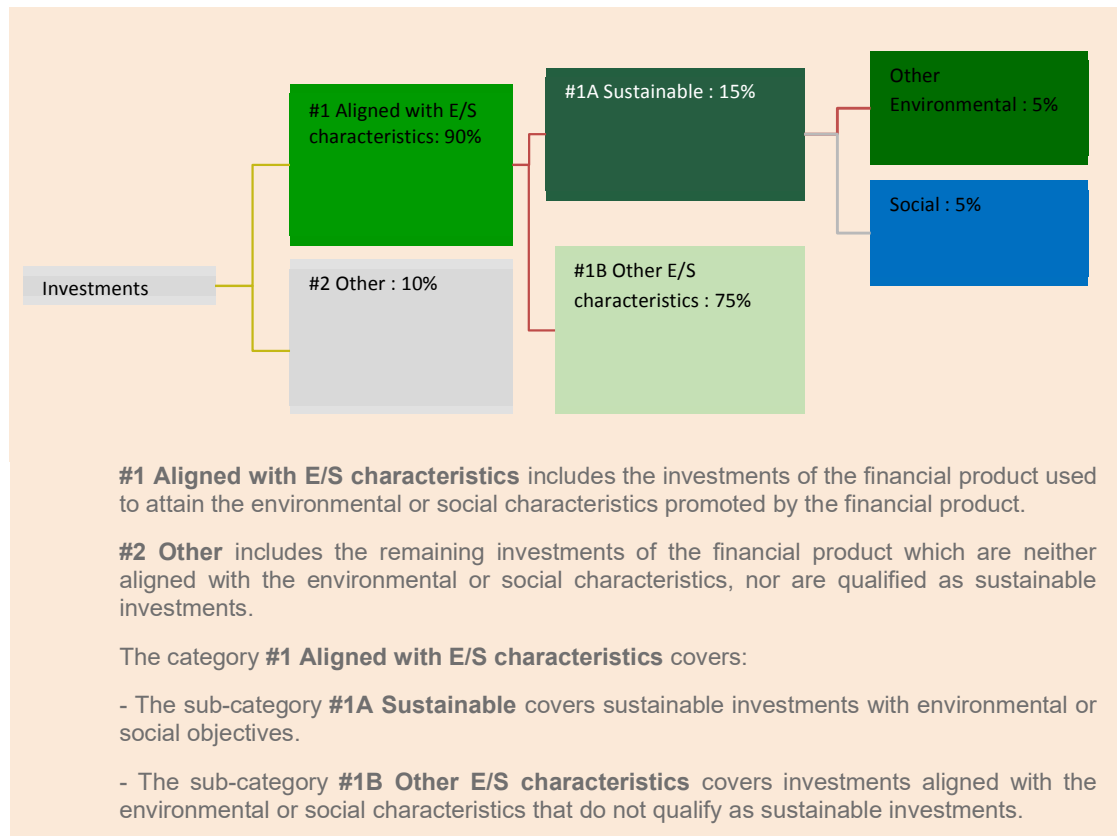 #1 Aligned with E/S
characteristics: 90%
#1A Sustainable : 15%
Other
Environmental : 5%
Social : 5%
Investments
#2 Other : 10%
#1B Other E/S
characteristics : 75%
#1 Aligned with E/S characteristics includes the investments of the financial product used
to attain the environmental or social characteristics promoted by the financial product.
#2 Other includes the remaining investments of the financial product which are neither
aligned with the environmental or social characteristics, nor are qualified as sustainable
investments.
The category #1 Aligned with E/S characteristics covers:
- The sub-category #1A Sustainable covers sustainable investments with environmental or
social objectives.
- The sub-category #1B Other E/S characteristics covers investments aligned with the
environmental or social characteristics that do not qualify as sustainable investments.